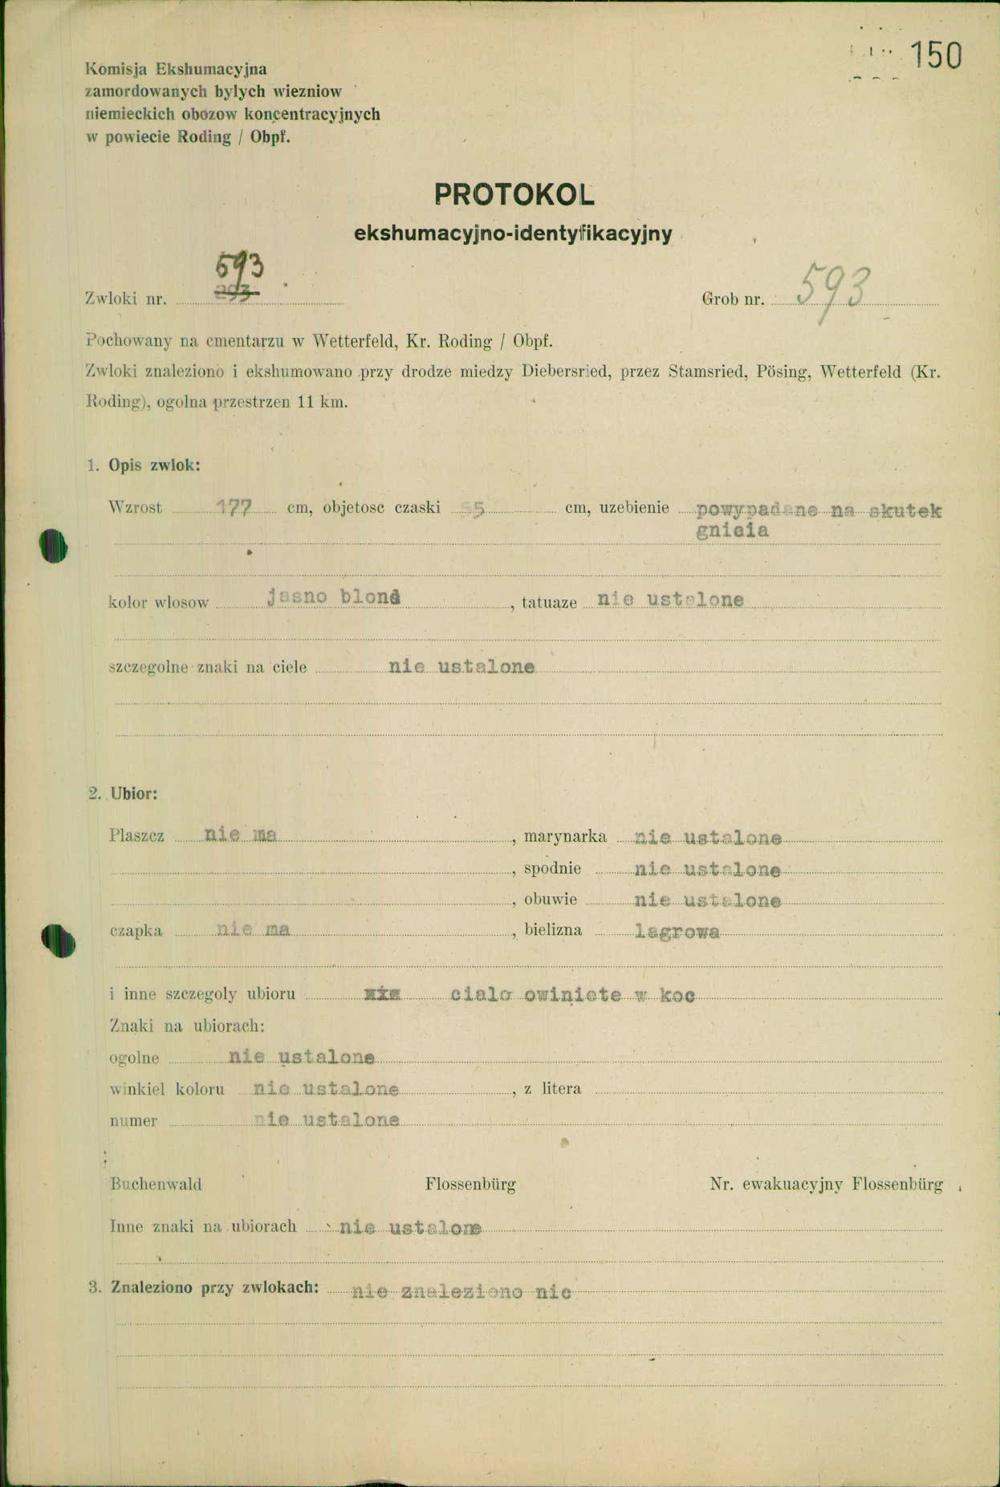 150
Komisja Ekshumacyjna
zamordowanych bylych wiezniow
niemieckich obozow koncentracyjnych
w powiecie Roding / Obpf.
PROTOKOL
ekshumacyjno-identyfikacyjny
593
Zwloki nr. 293 Grob nr. 593
Pochowany na cmentarzu w Wetterfeld, Kr. Roding / Obpf.
Zwloki znaleziono i ekshumowano przy drodze miedzy Diebersried, przez Stamsried, Pösing, Wetterfeld (Kr.
Roding), ogolna przestrzen 11 km.
1. Opis zwlok:
Wzrost 177 cm, objetosc czaski 55 cm, uzebienie powypadane na skutek
gnicia
kolor wlosow jasno blond , tatuaze nie ustalone
szczegolne znaki na ciele nie ustalone
2. Ubior:
Plaszcz nie ma , marynarka nie ustalone
, spodnie nie ustalone
, obuwie nie ustalone
czapka nie ma , bielizna lagrowa
i inne szczegoly ubioru cialo owiniete w koc
Znaki na ubiorach:
ogolne nie ustalone
winkiel koloru nie ustalone , z litera
numer nie ustalone
Buchenwald Flossenbürg Nr. ewakuacyjny Flossenbürg
Inne znaki na ubiorach nie ustalone
3. Znaleziono przy zwlokach: nie znaleziono nic